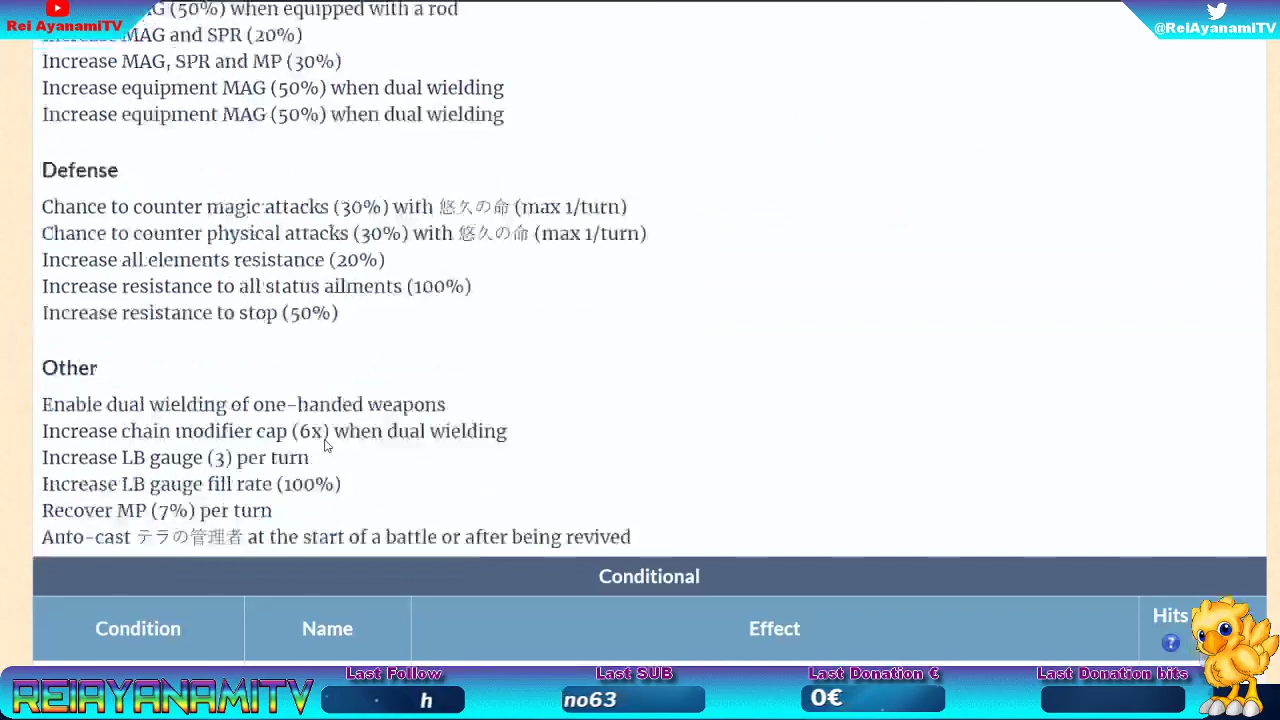 Rei AyanamiTV
@ReiAyanamiTV
(50%) when equipped with a rod
Increase MAG and SPR (20%)
Increase MAG, SPR and MP (30%)
Increase equipment MAG (50%) when dual wielding
Increase equipment MAG (50%) when dual wielding
Defense
Chance to counter magic attacks (30%) with 悠久の命 (max 1/turn)
Chance to counter physical attacks (30%) with 悠久の命 (max 1/turn)
Increase all elements resistance (20%)
Increase resistance to all status ailments (100%)
Increase resistance to stop (50%)
Other
Enable dual wielding of one-handed weapons
Increase chain modifier cap (6x) when dual wielding
Increase LB gauge (3) per turn
Increase LB gauge fill rate (100%)
Recover MP (7%) per turn
Auto-cast テラの管理者 at the start of a battle or after being revived
Conditional
Condition Name Effect Hits
?
Last Follow Last SUB Last Donation € Last Donation bits
REIAYANAMITV h no63 0€